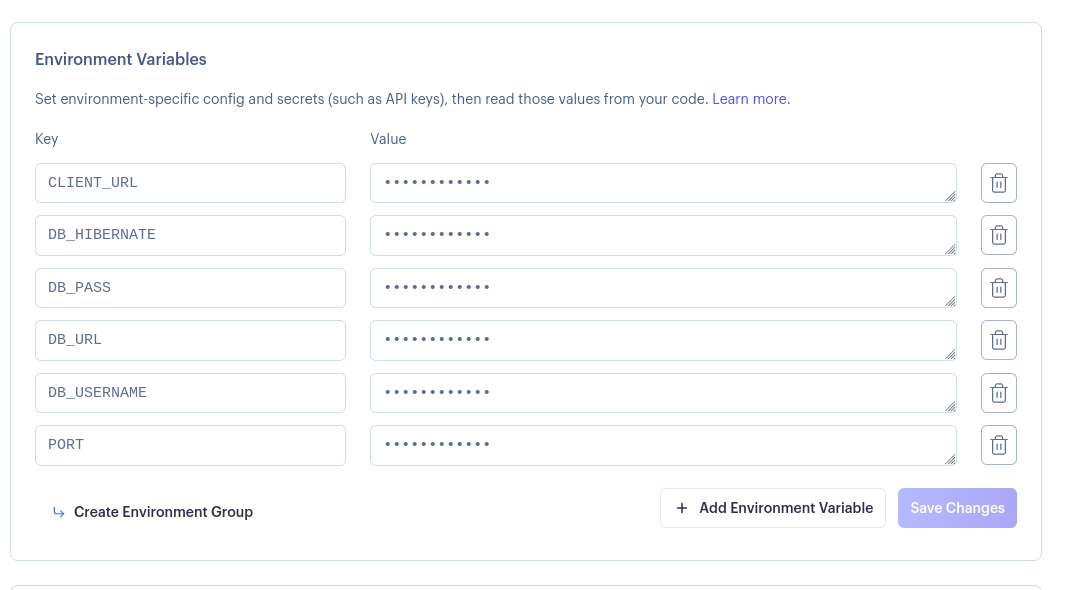 Environment Variables
Set environment-specific config and secrets (such as API keys), then read those values from your code. Learn more.
Key Value
CLIENT_URL ••••••••••••
DB_HIBERNATE ••••••••••••
DB_PASS ••••••••••••
DB_URL ••••••••••••
DB_USERNAME ••••••••••••
PORT ••••••••••••
Create Environment Group + Add Environment Variable Save Changes